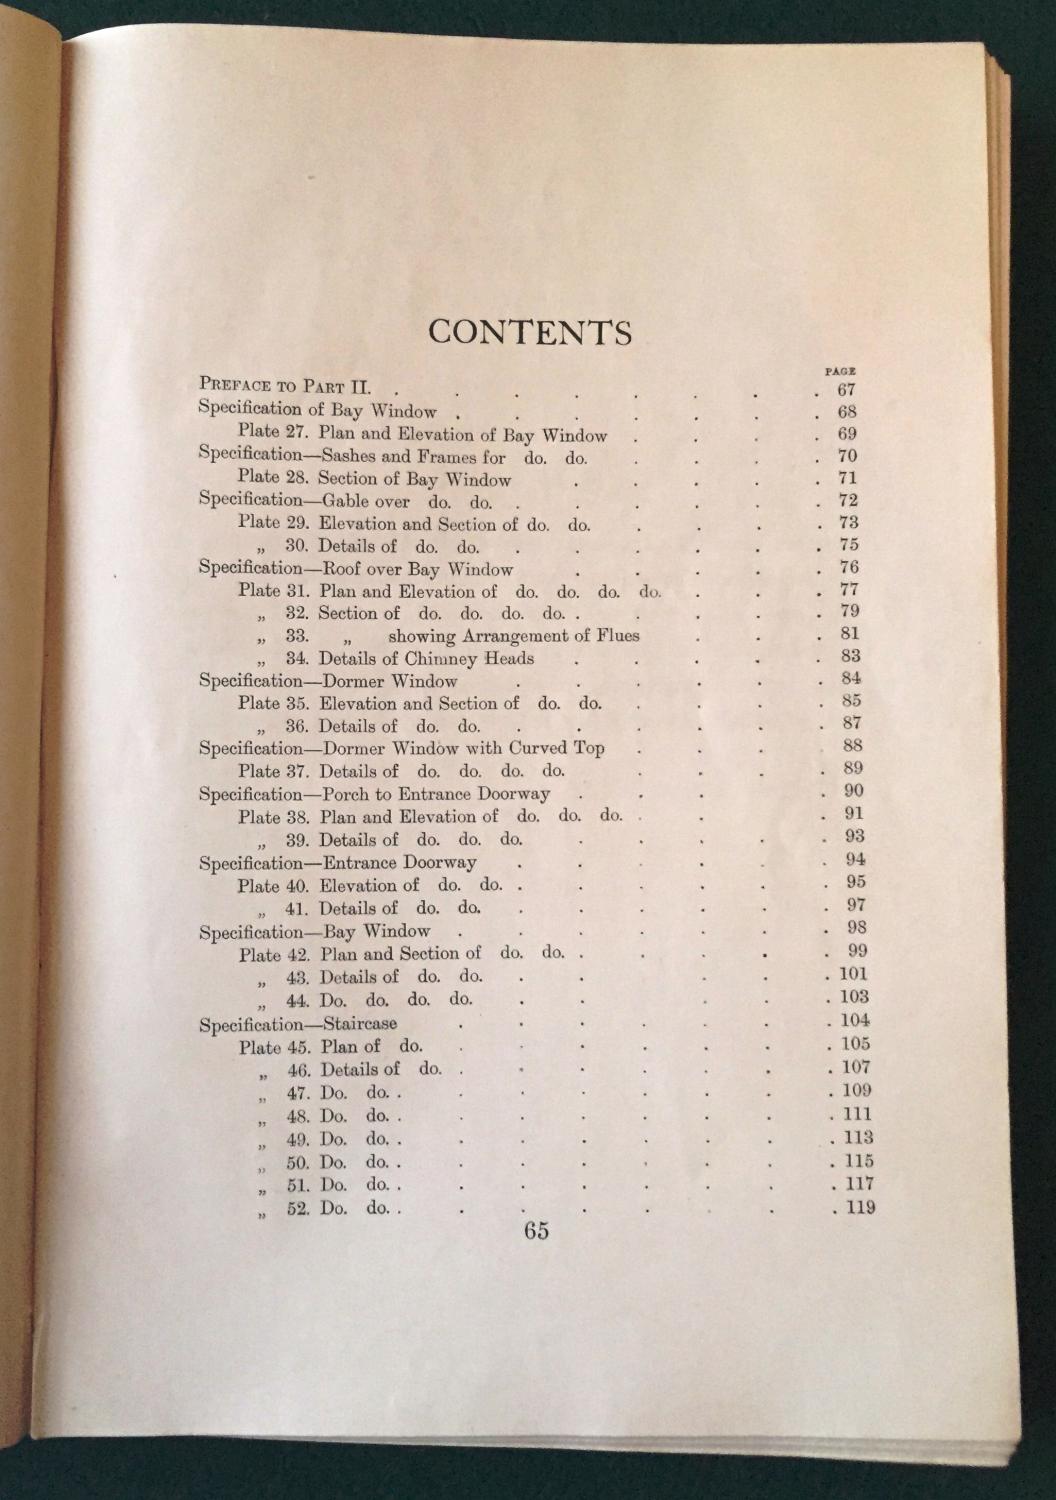 CONTENTS
PAGE
PREFACE TO PART II. . . . . . . . . 67
Specification of Bay Window . . . . . . . 68
Plate 27. Plan and Elevation of Bay Window . . . . 69
Specification—Sashes and Frames for do. do. . . . . 70
Plate 28. Section of Bay Window . . . . . 71
Specification—Gable over do. do. . . . . . . 72
Plate 29. Elevation and Section of do. do. . . . . 73
„ 30. Details of do. do. . . . . . . 75
Specification—Roof over Bay Window . . . . . 76
Plate 31. Plan and Elevation of do. do. do. do. . . . 77
„ 32. Section of do. do. do. do. . . . . . 79
„ 33. „ showing Arrangement of Flues . . . 81
„ 34. Details of Chimney Heads . . . . . 83
Specification—Dormer Window . . . . . . 84
Plate 35. Elevation and Section of do. do. . . . . 85
„ 36. Details of do. do. . . . . . . 87
Specification—Dormer Window with Curved Top . . . 88
Plate 37. Details of do. do. do. do. . . . . 89
Specification—Porch to Entrance Doorway . . . . 90
Plate 38. Plan and Elevation of do. do. do. . . . 91
„ 39. Details of do. do. do. . . . . . 93
Specification—Entrance Doorway . . . . . . 94
Plate 40. Elevation of do. do. . . . . . . 95
„ 41. Details of do. do. . . . . . . 97
Specification—Bay Window . . . . . . . 98
Plate 42. Plan and Section of do. do. . . . . . 99
„ 43. Details of do. do. . . . . . 101
„ 44. Do. do. do. do. . . . . . 103
Specification—Staircase . . . . . . . 104
Plate 45. Plan of do. . . . . . . . 105
„ 46. Details of do. . . . . . . . 107
„ 47. Do. do. . . . . . . . . 109
„ 48. Do. do. . . . . . . . . 111
„ 49. Do. do. . . . . . . . . 113
„ 50. Do. do. . . . . . . . . 115
„ 51. Do. do. . . . . . . . . 117
„ 52. Do. do. . . . . . . . . 119
65